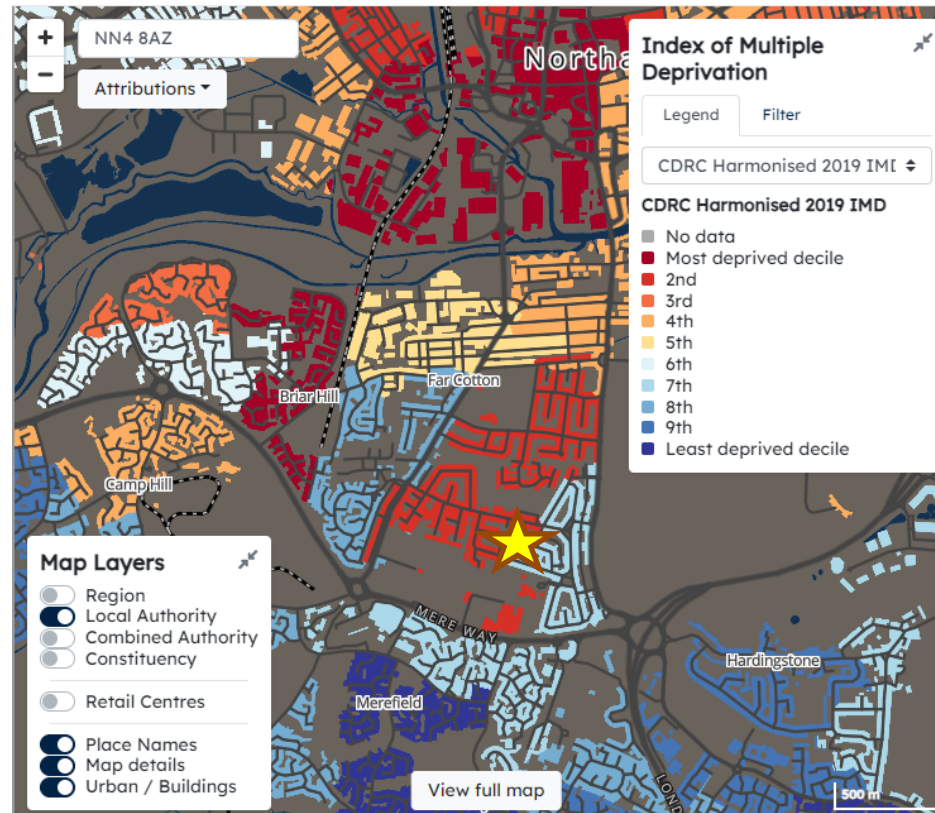 +
NN4 8AZ
−
Attributions
Northa
Index of Multiple
Deprivation
Legend
Filter
CDRC Harmonised 2019 IMD
CDRC Harmonised 2019 IMD
No data
Most deprived decile
2nd
3rd
4th
5th
6th
7th
8th
9th
Least deprived decile
Briar Hill
Far Cotton
Camp Hill
MERE WAY
Hardingstone
Merefield
LOND
Map Layers
Region
Local Authority
Combined Authority
Constituency
Retail Centres
Place Names
Map details
Urban / Buildings
View full map
500 m